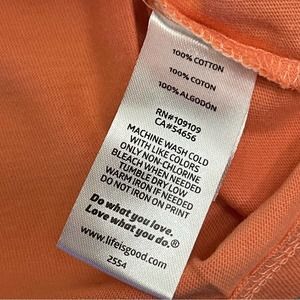 100% COTTON
100% COTON
100% ALGODÓN
RN#109109
CA#54656
MACHINE WASH COLD
WITH LIKE COLORS
ONLY NON-CHLORINE
BLEACH WHEN NEEDED
TUMBLE DRY LOW
WARM IRON IF NEEDED
DO NOT IRON ON PRINT
Do what you love.
Love what you do.®
www.lifeisgood.com
2554